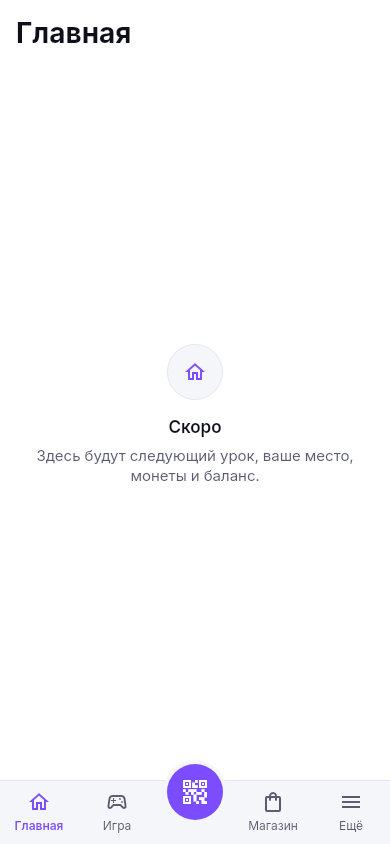 Главная
Скоро
Здесь будут следующий урок, ваше место,
монеты и баланс.
Главная
Игра
Магазин
Ещё